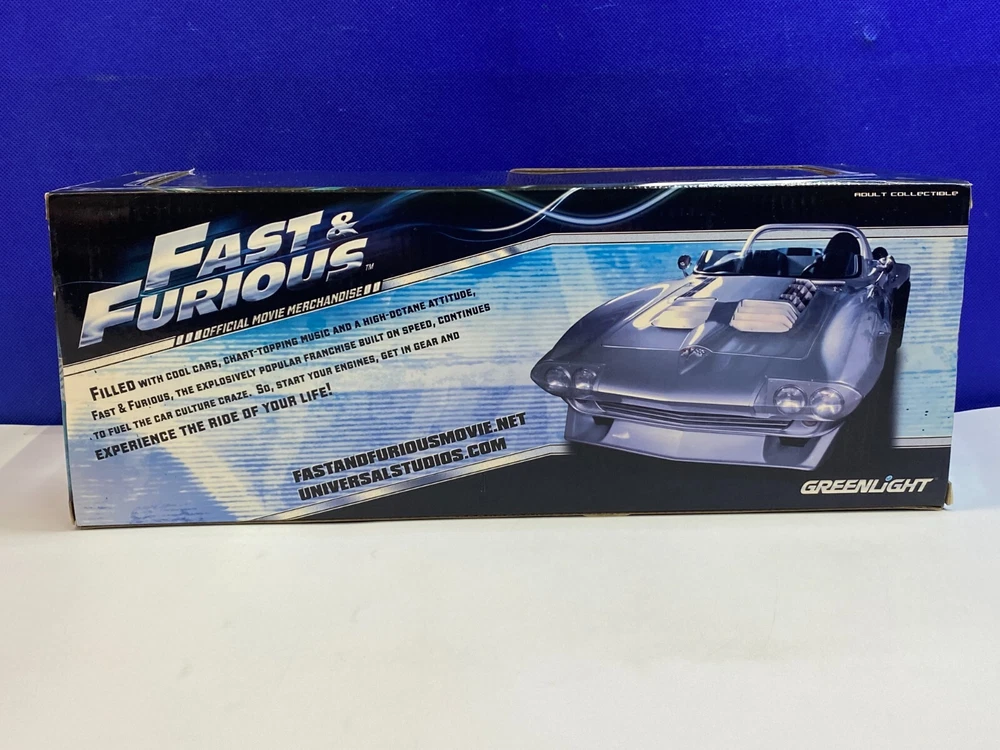 ADULT COLLECTIBLE
FAST &
FURIOUS™
OFFICIAL MOVIE MERCHANDISE
FILLED WITH COOL CARS, CHART-TOPPING MUSIC AND A HIGH-OCTANE ATTITUDE,
FAST & FURIOUS, THE EXPLOSIVELY POPULAR FRANCHISE BUILT ON SPEED, CONTINUES
TO FUEL THE CAR CULTURE CRAZE. SO, START YOUR ENGINES, GET IN GEAR AND
EXPERIENCE THE RIDE OF YOUR LIFE!
FASTANDFURIOUSMOVIE.NET
UNIVERSALSTUDIOS.COM
GREENLiGHT